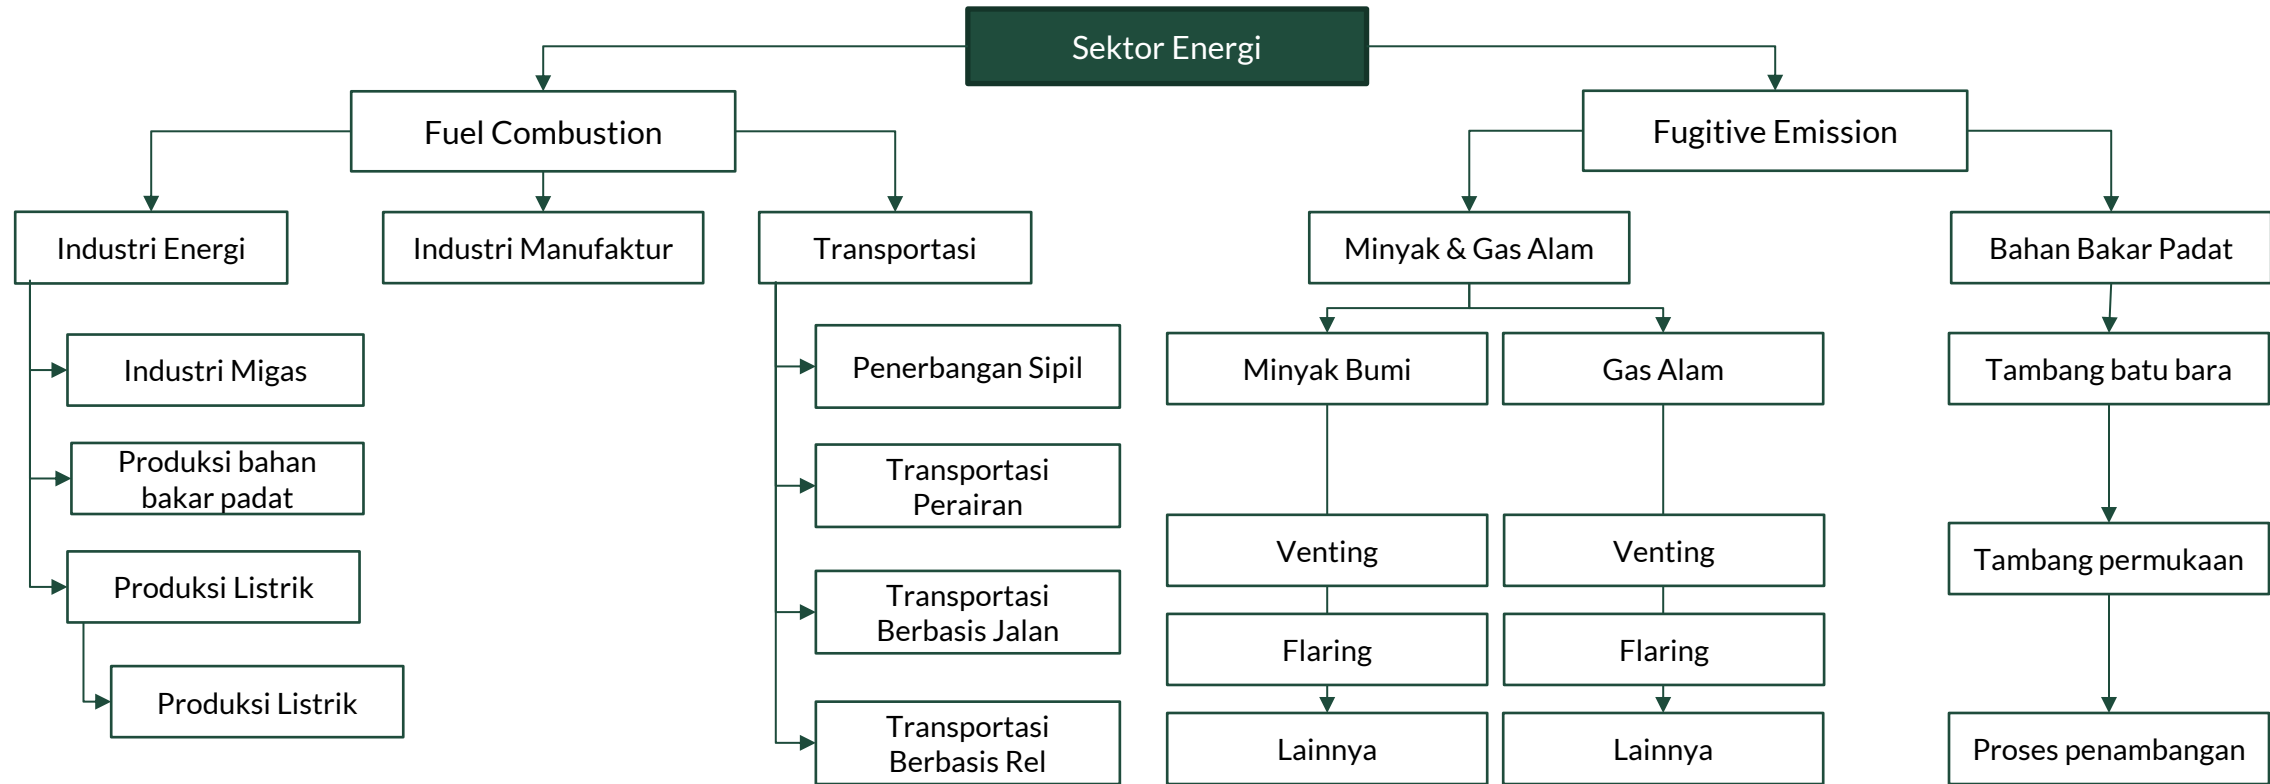 Sektor Energi
Fuel Combustion
Fugitive Emission
Industri Energi
Industri Manufaktur
Transportasi
Minyak & Gas Alam
Bahan Bakar Padat
Industri Migas
Produksi bahan
bakar padat
Produksi Listrik
Produksi Listrik
Penerbangan Sipil
Transportasi
Perairan
Transportasi
Berbasis Jalan
Transportasi
Berbasis Rel
Minyak Bumi
Venting
Flaring
Lainnya
Gas Alam
Venting
Flaring
Lainnya
Tambang batu bara
Tambang permukaan
Proses penambangan